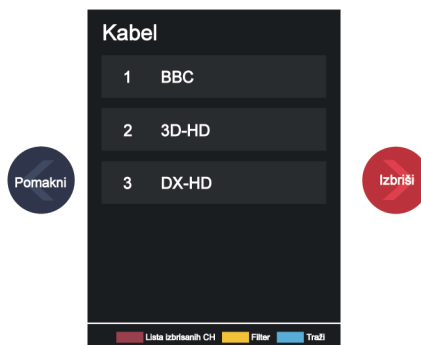 Kabel
1 BBC
2 3D-HD
Pomakni
3 DX-HD
Izbriši
Lista izbrisanih CH Filter Traži